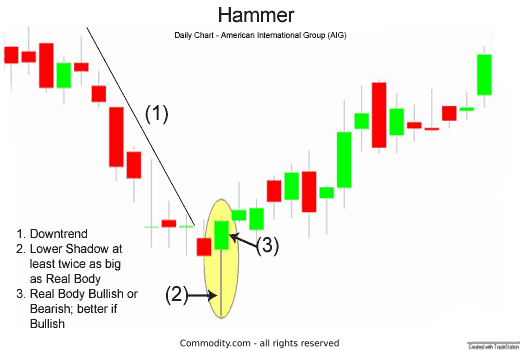 Hammer
Daily Chart - American International Group (AIG)
(1)
(3)
(2)
1. Downtrend
2. Lower Shadow at
least twice as big
as Real Body
3. Real Body Bullish or
Bearish; better if
Bullish
Commodity.com - all rights reserved
Created with TradeStation